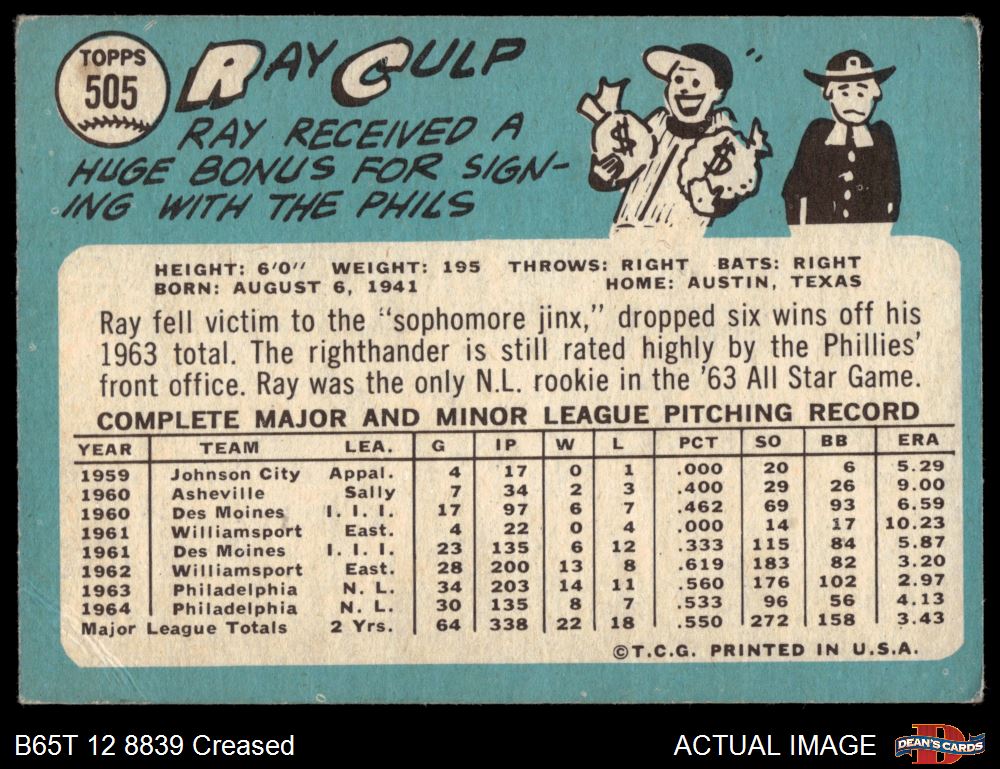 TOPPS
505
RAY CULP
RAY RECEIVED A
HUGE BONUS FOR SIGN-
ING WITH THE PHILS
$ $
HEIGHT: 6'0" WEIGHT: 195 THROWS: RIGHT BATS: RIGHT
BORN: AUGUST 6, 1941 HOME: AUSTIN, TEXAS
Ray fell victim to the "sophomore jinx," dropped six wins off his
1963 total. The righthander is still rated highly by the Phillies'
front office. Ray was the only N.L. rookie in the '63 All Star Game.
COMPLETE MAJOR AND MINOR LEAGUE PITCHING RECORD
YEAR TEAM LEA. G IP W L PCT SO BB ERA
1959 Johnson City Appal. 4 17 0 1 .000 20 6 5.29
1960 Asheville Sally 7 34 2 3 .400 29 26 9.00
1960 Des Moines I. I. I. 17 97 6 7 .462 69 93 6.59
1961 Williamsport East. 4 22 0 4 .000 14 17 10.23
1961 Des Moines I. I. I. 23 135 6 12 .333 115 84 5.87
1962 Williamsport East. 28 200 13 8 .619 183 82 3.20
1963 Philadelphia N. L. 34 203 14 11 .560 176 102 2.97
1964 Philadelphia N. L. 30 135 8 7 .533 96 56 4.13
Major League Totals 2 Yrs. 64 338 22 18 .550 272 158 3.43
©T.C.G. PRINTED IN U.S.A.
B65T 12 8839 Creased ACTUAL IMAGE DEAN'S CARDS